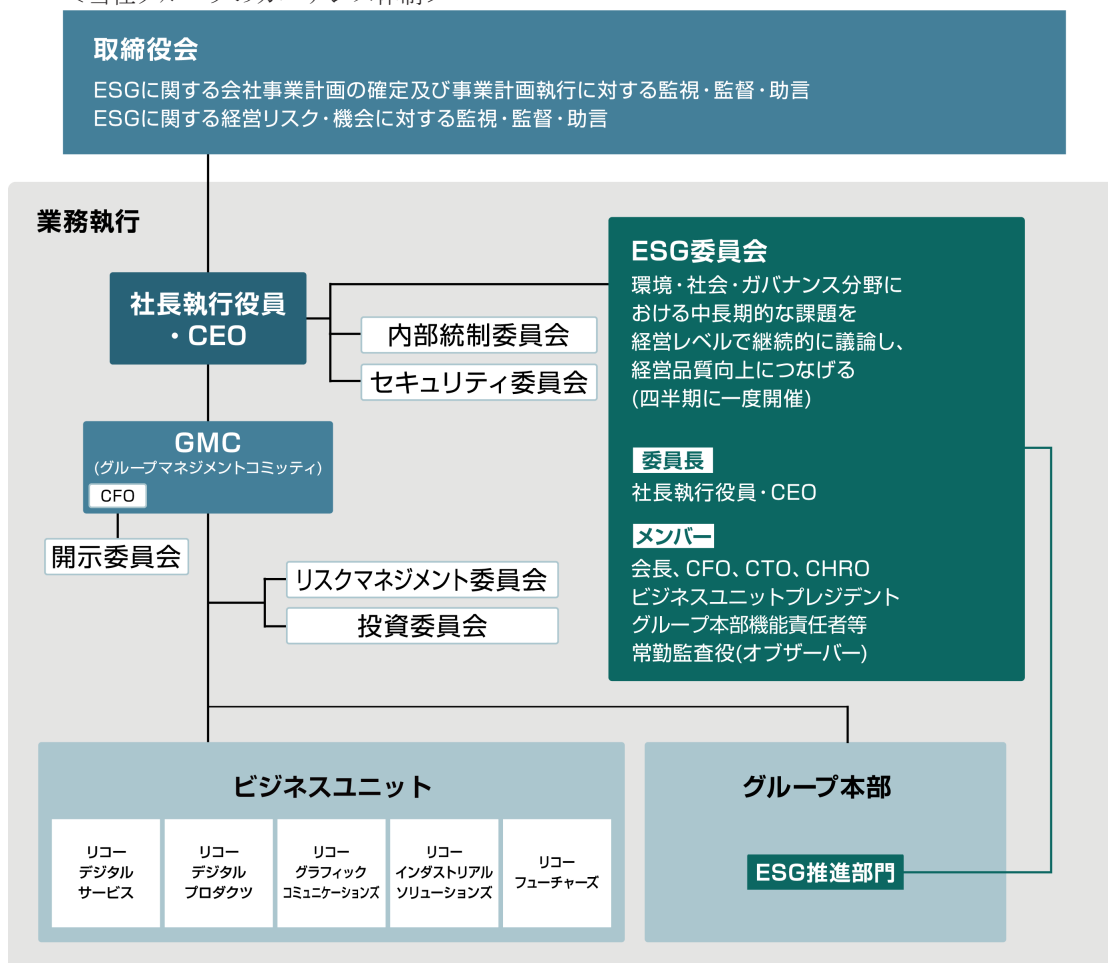 取締役会
ESGに関する会社事業計画の確定及び事業計画執行に対する監視・監督・助言
ESGに関する経営リスク・機会に対する監視・監督・助言
業務執行
社長執行役員
・CEO
内部統制委員会
セキュリティ委員会
ESG委員会
環境・社会・ガバナンス分野に
おける中長期的な課題を
経営レベルで継続的に議論し、
経営品質向上につなげる
(四半期に一度開催)
委員長
社長執行役員・CEO
メンバー
会長、CFO、CTO、CHRO
ビジネスユニットプレジデント
グループ本部機能責任者等
常勤監査役(オブザーバー)
GMC
(グループマネジメントコミッティ)
CFO
開示委員会
リスクマネジメント委員会
投資委員会
ビジネスユニット
リコー
デジタル
サービス
リコー
デジタル
プロダクツ
リコー
グラフィック
コミュニケーションズ
リコー
インダストリアル
ソリューションズ
リコー
フューチャーズ
グループ本部
ESG推進部門